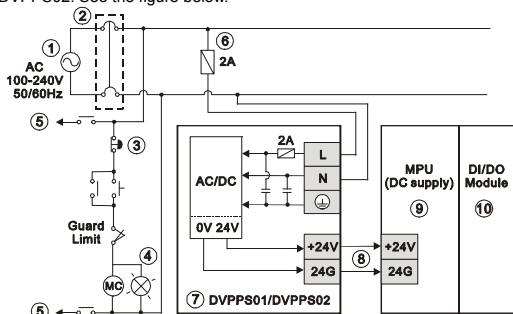 DVPPS02. See the figure below.
②
①
AC
100-240V
50/60Hz
⑥
2A
⑤
③
Guard
Limit
④
MC
⑤
2A
L
N
AC/DC
0V 24V
+24V
24G
⑦ DVPPS01/DVPPS02
⑧
MPU
(DC supply)
⑨
+24V
24G
DI/DO
Module
⑩